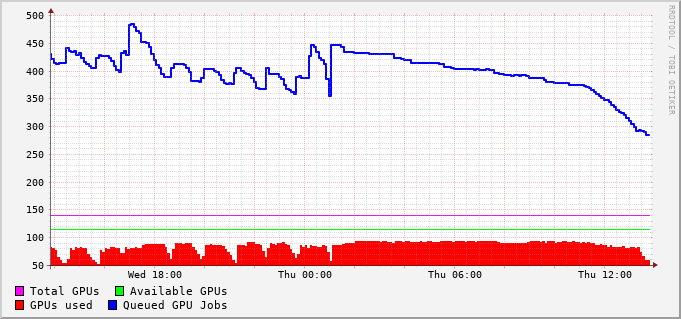 500
450
400
350
300
250
200
150
100
50
Wed 18:00 Thu 00:00 Thu 06:00 Thu 12:00
Total GPUs Available GPUs
GPUs used Queued GPU Jobs
RRDTOOL / TOBI OETIKER